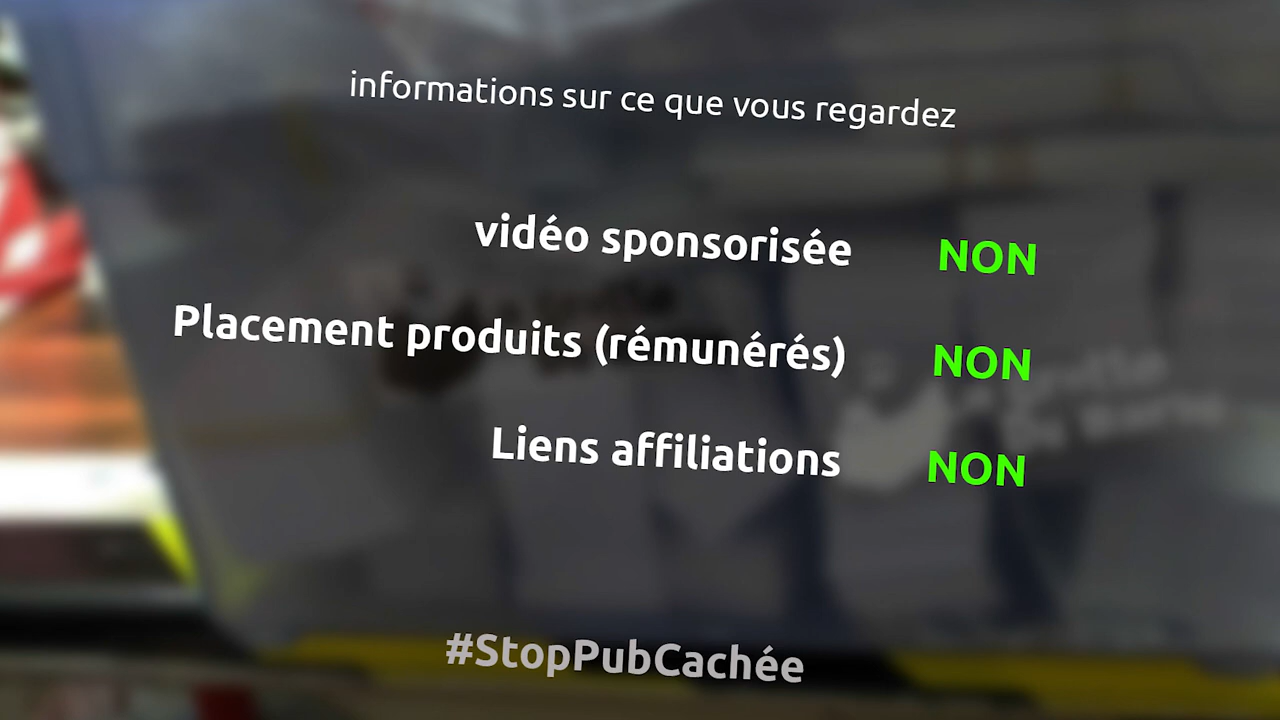 informations sur ce que vous regardez
vidéo sponsorisée NON
Placement produits (rémunérés) NON
Liens affiliations NON
#StopPubCachée